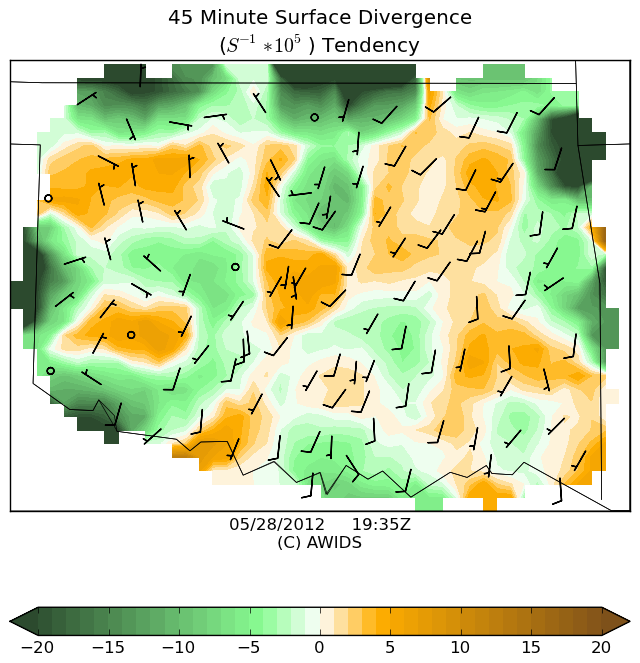 45 Minute Surface Divergence
(S⁻¹ * 10⁵ ) Tendency
05/28/2012 19:35Z
(C) AWIDS
−20 −15 −10 −5 0 5 10 15 20